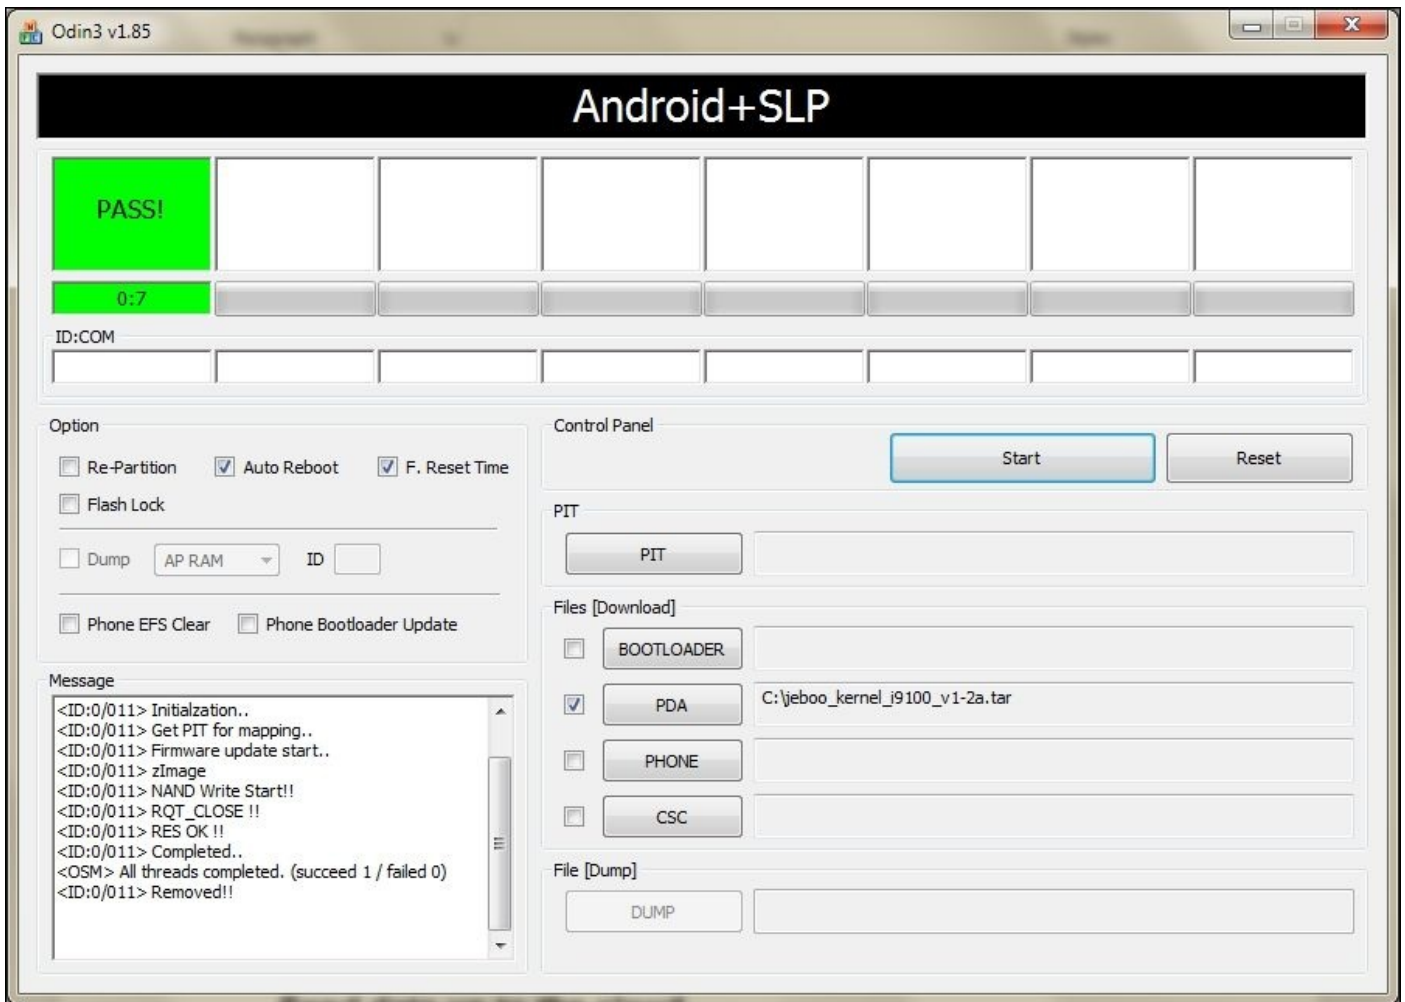 Odin3 v1.85
Android+SLP
PASS!
0:7
ID:COM
Option
Re-Partition Auto Reboot F. Reset Time
Flash Lock
Dump AP RAM ID
Phone EFS Clear Phone Bootloader Update
Message
<ID:0/011> Initialzation..
<ID:0/011> Get PIT for mapping..
<ID:0/011> Firmware update start..
<ID:0/011> zImage
<ID:0/011> NAND Write Start!!
<ID:0/011> RQT_CLOSE !!
<ID:0/011> RES OK !!
<ID:0/011> Completed..
<OSM> All threads completed. (succeed 1 / failed 0)
<ID:0/011> Removed!!
Control Panel
Start Reset
PIT
PIT
Files [Download]
BOOTLOADER
PDA C:\jeboo_kernel_i9100_v1-2a.tar
PHONE
CSC
File [Dump]
DUMP